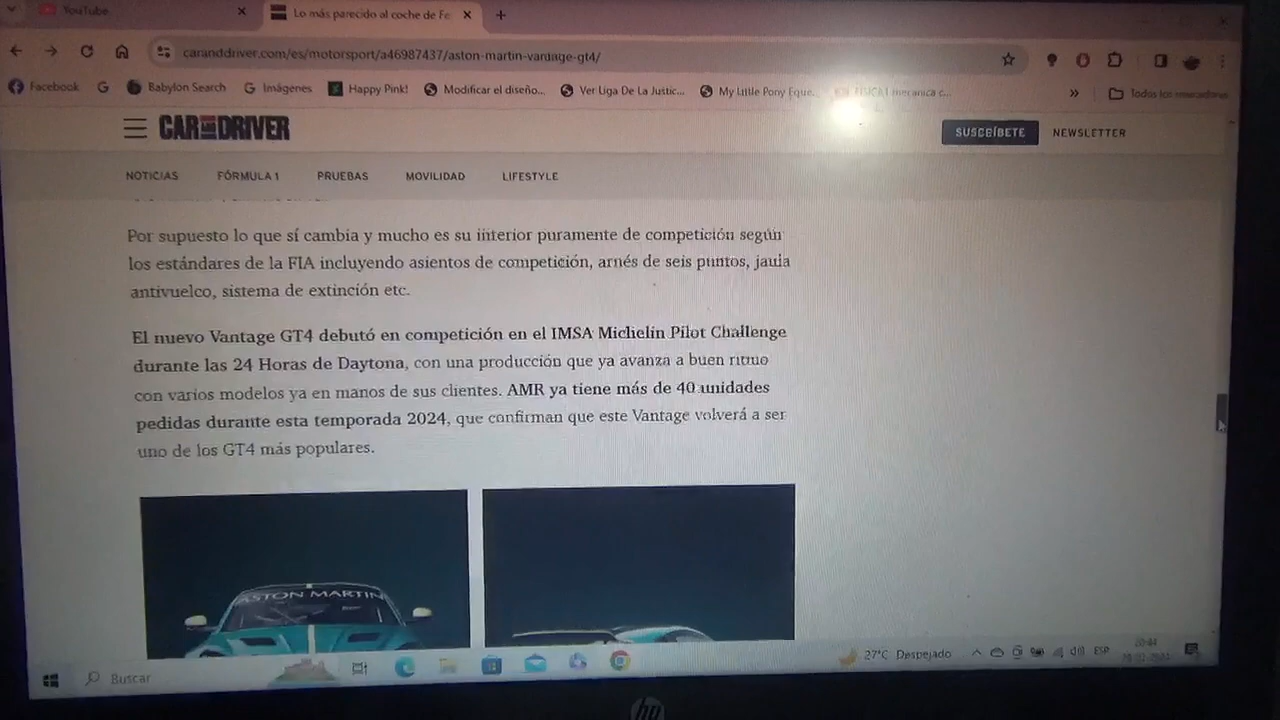 YouTube
Lo más parecido al coche de Fe
caranddriver.com/es/motorsport/a46987437/aston-martin-vantage-gt4/
Facebook
G
Babylon Search
G Imágenes
Happy Pink!
Modificar el diseño...
Ver Liga De La Justic...
My Little Pony Eque...
mecanica c...
»
Todos los marcadores
CAR AND DRIVER
SUSCRÍBETE
NEWSLETTER
NOTICIAS
FÓRMULA 1
PRUEBAS
MOVILIDAD
LIFESTYLE
Por supuesto lo que sí cambia y mucho es su interior puramente de competición según
los estándares de la FIA incluyendo asientos de competición, arnés de seis puntos, jaula
antivuelco, sistema de extinción etc.
El nuevo Vantage GT4 debutó en competición en el IMSA Michelin Pilot Challenge
durante las 24 Horas de Daytona, con una producción que ya avanza a buen ritmo
con varios modelos ya en manos de sus clientes. AMR ya tiene más de 40 unidades
pedidas durante esta temporada 2024, que confirman que este Vantage volverá a ser
uno de los GT4 más populares.
ASTON MARTIN
Buscar
27°C Despejado
ESP
20:44
hp